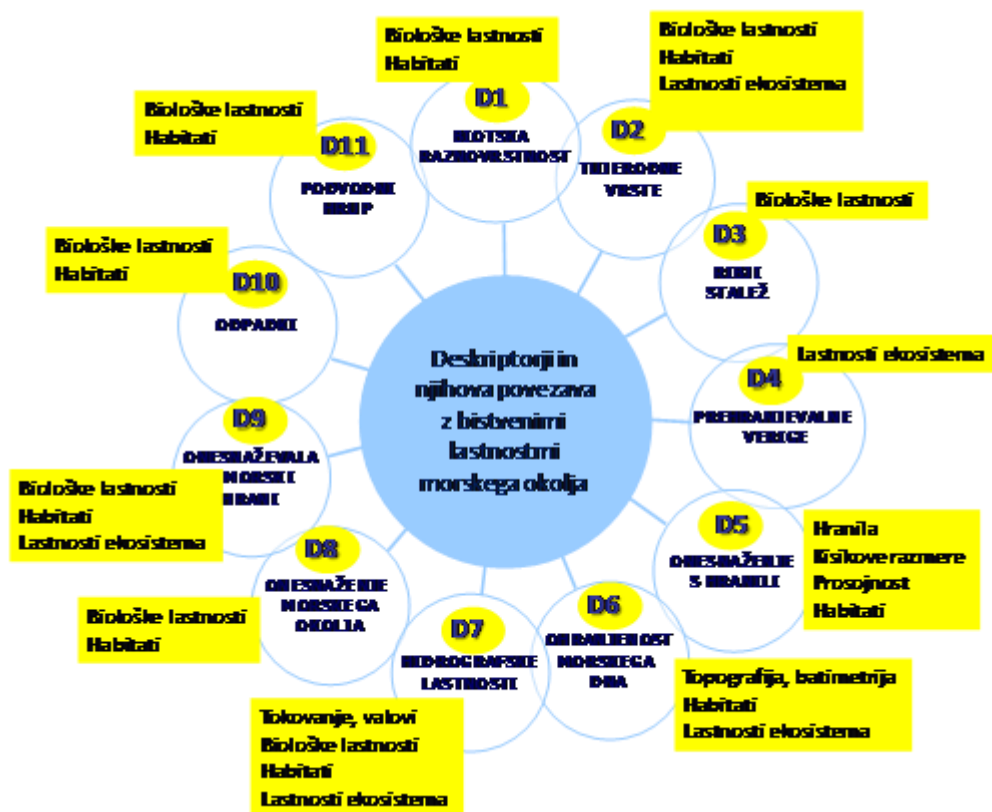 Deskriptorji in
njihova povezava
z bistvenimi
lastnostmi
morskega okolja
Biološke lastnosti
Habitati
D1
BIOTSKA
RAZNOVRSTNOST
Biološke lastnosti
Habitati
Lastnosti ekosistema
D2
TUJERODNE
VRSTE
Biološke lastnosti
D3
RIBJI
STALEŽ
Lastnosti ekosistema
D4
PREHRANJEVALNE
VERIGE
Hranila
Kisikove razmere
Prosojnost
Habitati
D5
ONESNAŽENJE
S HRANILI
Topografija, batimetrija
Habitati
Lastnosti ekosistema
D6
OHRANJENOST
MORSKEGA
DNA
Tokovanje, valovi
Biološke lastnosti
Habitati
Lastnosti ekosistema
D7
HIDROGRAFSKE
LASTNOSTI
Biološke lastnosti
Habitati
D8
ONESNAŽENJE
MORSKEGA
OKOLJA
Biološke lastnosti
Habitati
Lastnosti ekosistema
D9
ONESNAŽEVALA
MORSKI
HRANI
Biološke lastnosti
Habitati
D10
ODPADKI
Biološke lastnosti
Habitati
D11
PODVODNI
HRUP